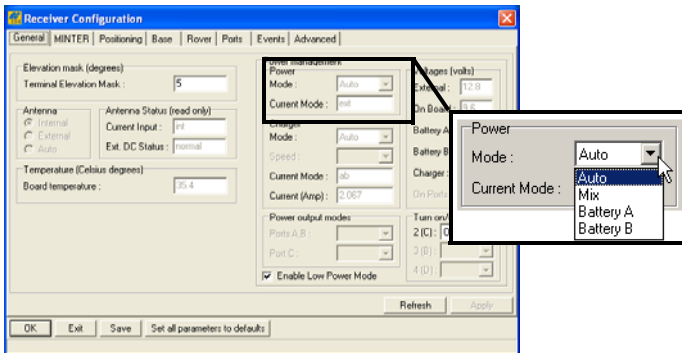 Receiver Configuration
General MINTER Positioning Base Rover Ports Events Advanced
Elevation mask (degrees)
Terminal Elevation Mask : 5
Antenna
Internal
External
Auto
Antenna Status (read only)
Current Input : int
Ext. DC Status : normal
Temperature (Celsius degrees)
Board temperature : 35.4
management
Power
Mode : Auto
Current Mode : ext
Charger
Mode : Auto
Speed :
Current Mode : ab
Current (Amp) : 2.067
Power output modes
Ports A,B :
Port C :
Enable Low Power Mode
(volts)
External : 12.8
On Board :
Battery A
Battery B
Charger :
On Ports
Turn on/
2 (C) :
3 (B) :
4 (D) :
Refresh Apply
OK Exit Save Set all parameters to defaults
Power
Mode : Auto
Current Mode :
Auto
Mix
Battery A
Battery B